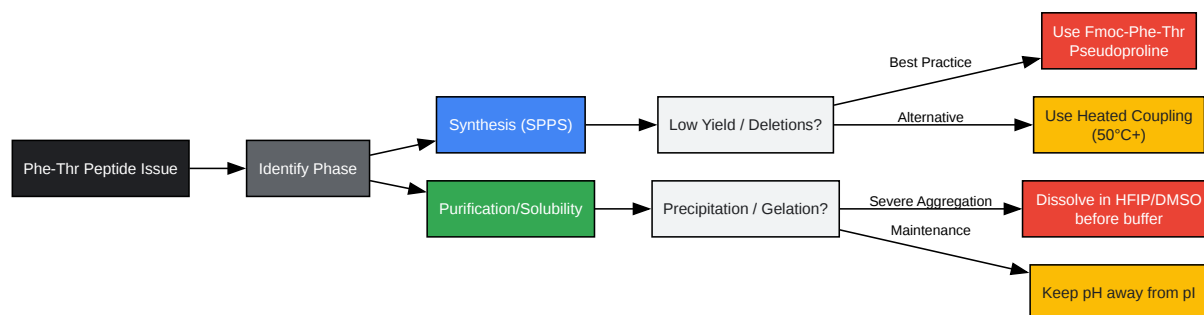 Phe-Thr Peptide Issue
Identify Phase
Synthesis (SPPS)
Low Yield / Deletions?
Best Practice
Use Fmoc-Phe-Thr
Pseudoproline
Alternative
Use Heated Coupling
(50°C+)
Purification/Solubility
Precipitation / Gelation?
Severe Aggregation
Dissolve in HFIP/DMSO
before buffer
Maintenance
Keep pH away from pI